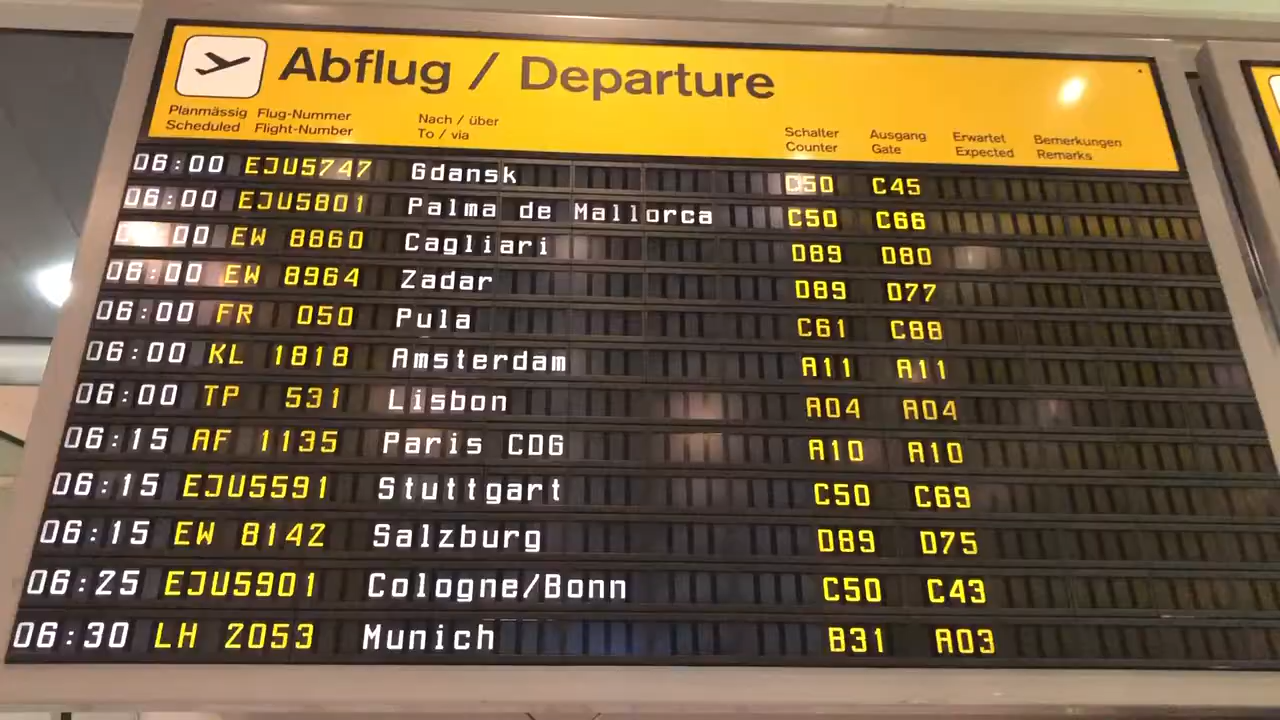 Abflug / Departure
Planmässig Flug-Nummer Nach / über Schalter Ausgang Erwartet Bemerkungen
Scheduled Flight-Number To / via Counter Gate Expected Remarks
06:00 EJU5747 Gdansk C50 C45
06:00 EJU5801 Palma de Mallorca C50 C66
:00 EW 8860 Cagliari D89 D80
06:00 EW 8964 Zadar D89 D77
06:00 FR 050 Pula C61 C88
06:00 KL 1818 Amsterdam A11 A11
06:00 TP 531 Lisbon A04 A04
06:15 AF 1135 Paris CDG A10 A10
06:15 EJU5591 Stuttgart C50 C69
06:15 EW 8142 Salzburg D89 D75
06:25 EJU5901 Cologne/Bonn C50 C43
06:30 LH 2053 Munich B31 A03